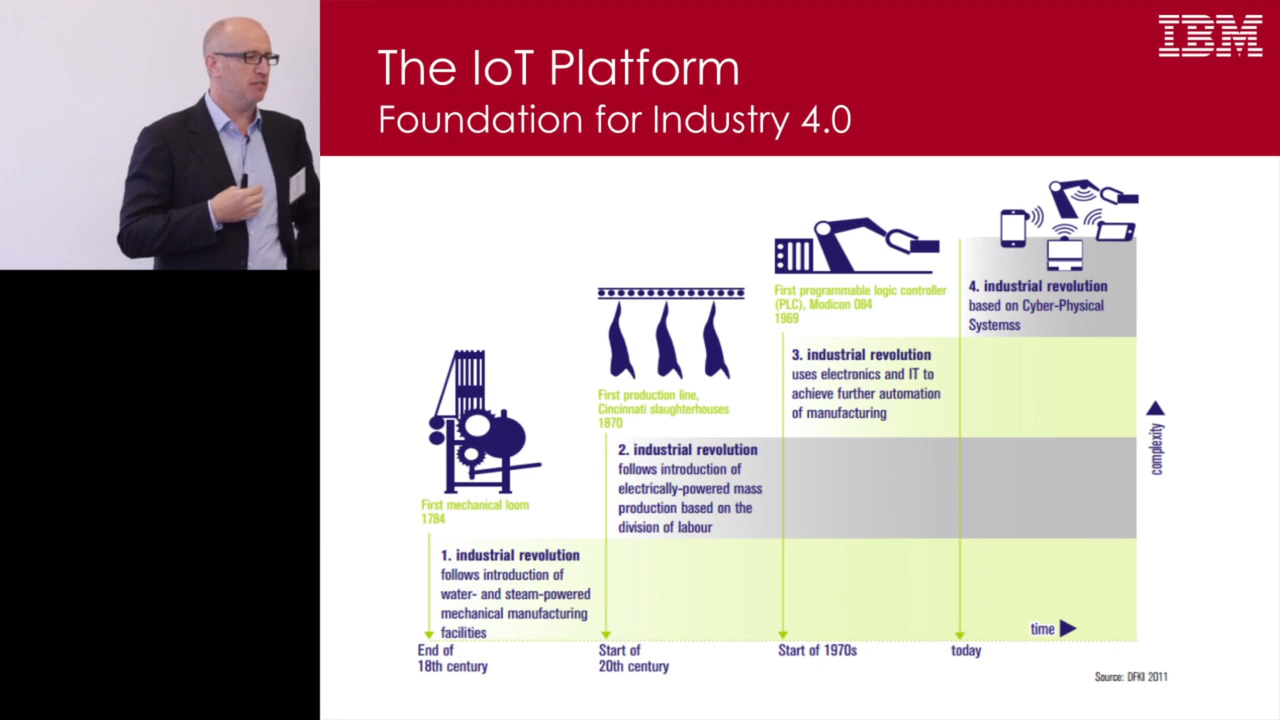 IBM
The IoT Platform
Foundation for Industry 4.0
First mechanical loom
1784
1. industrial revolution
follows introduction of
water- and steam-powered
mechanical manufacturing
facilities
End of
18th century
First production line,
Cincinnati slaughterhouses
1870
2. industrial revolution
follows introduction of
electrically-powered mass
production based on the
division of labour
Start of
20th century
First programmable logic controller
(PLC), Modicon 084
1969
3. industrial revolution
uses electronics and IT to
achieve further automation
of manufacturing
Start of 1970s
4. industrial revolution
based on Cyber-Physical
Systemss
today
time
complexity
Source: DFKI 2011